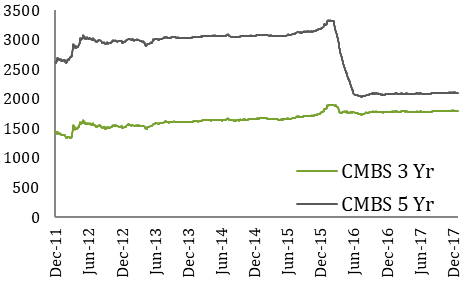 3500
3000
2500
2000
1500
1000
500
0
CMBS 3 Yr
CMBS 5 Yr
Dec-11
Jun-12
Dec-12
Jun-13
Dec-13
Jun-14
Dec-14
Jun-15
Dec-15
Jun-16
Dec-16
Jun-17
Dec-17